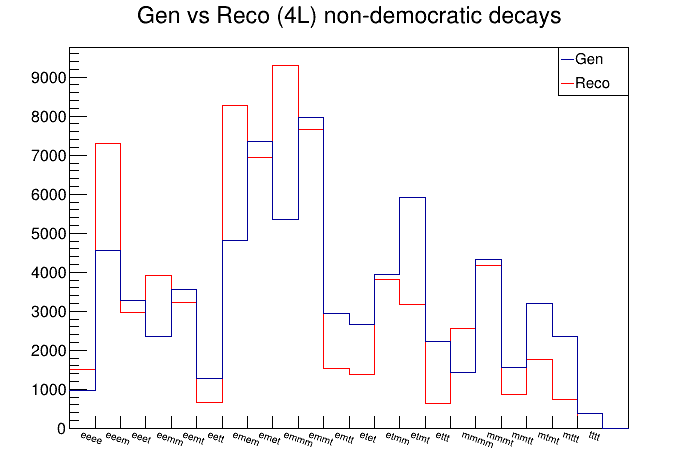 Gen vs Reco (4L) non-democratic decays
Gen
Reco
9000
8000
7000
6000
5000
4000
3000
2000
1000
0
eeee eeem eeet eemm eemt eett emem emet emmm emmt emtt etet etmm etmt ettt mmmm mmmt mmtt mtmt mttt tttt